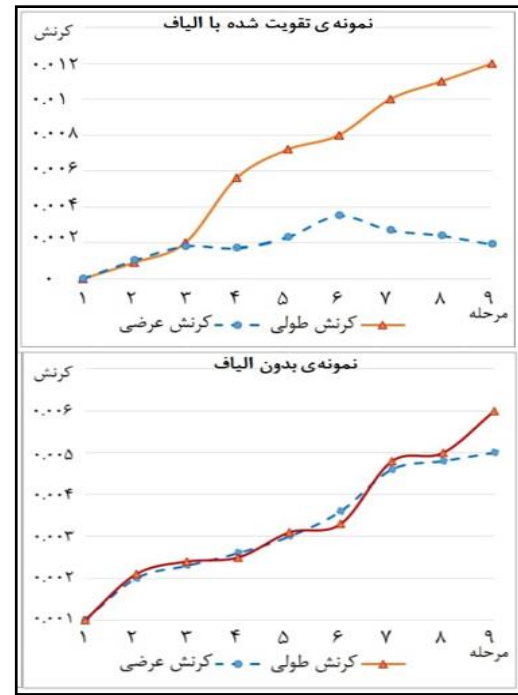 نمونه‌ی تقویت شده با الیاف
کرنش
۰.۰۱۲
۰.۰۱
۰.۰۰۸
۰.۰۰۶
۰.۰۰۴
۰.۰۰۲
۰
۱ ۲ ۳ ۴ ۵ ۶ ۷ ۸ ۹
مرحله
کرنش طولی کرنش عرضی
نمونه‌ی بدون الیاف
کرنش
۰.۰۰۶
۰.۰۰۵
۰.۰۰۴
۰.۰۰۳
۰.۰۰۲
۰.۰۰۱
۱ ۲ ۳ ۴ ۵ ۶ ۷ ۸ ۹
مرحله
کرنش طولی کرنش عرضی